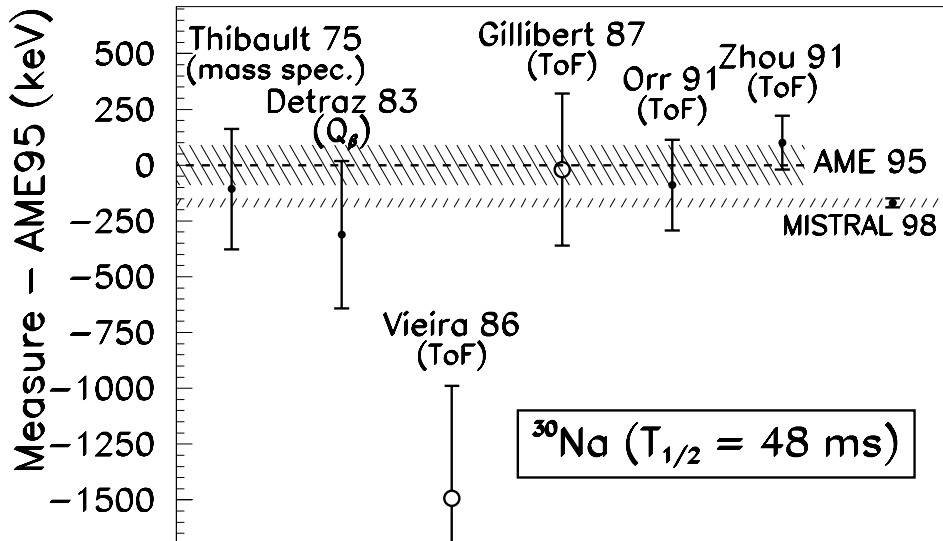 Measure – AME95 (keV)
500
250
0
−250
−500
−750
−1000
−1250
−1500
Thibault 75
(mass spec.)
Detraz 83
(Qᵦ)
Vieira 86
(ToF)
Gillibert 87
(ToF)
Orr 91
(ToF)
Zhou 91
(ToF)
AME 95
MISTRAL 98
³⁰Na (T₁/₂ = 48 ms)